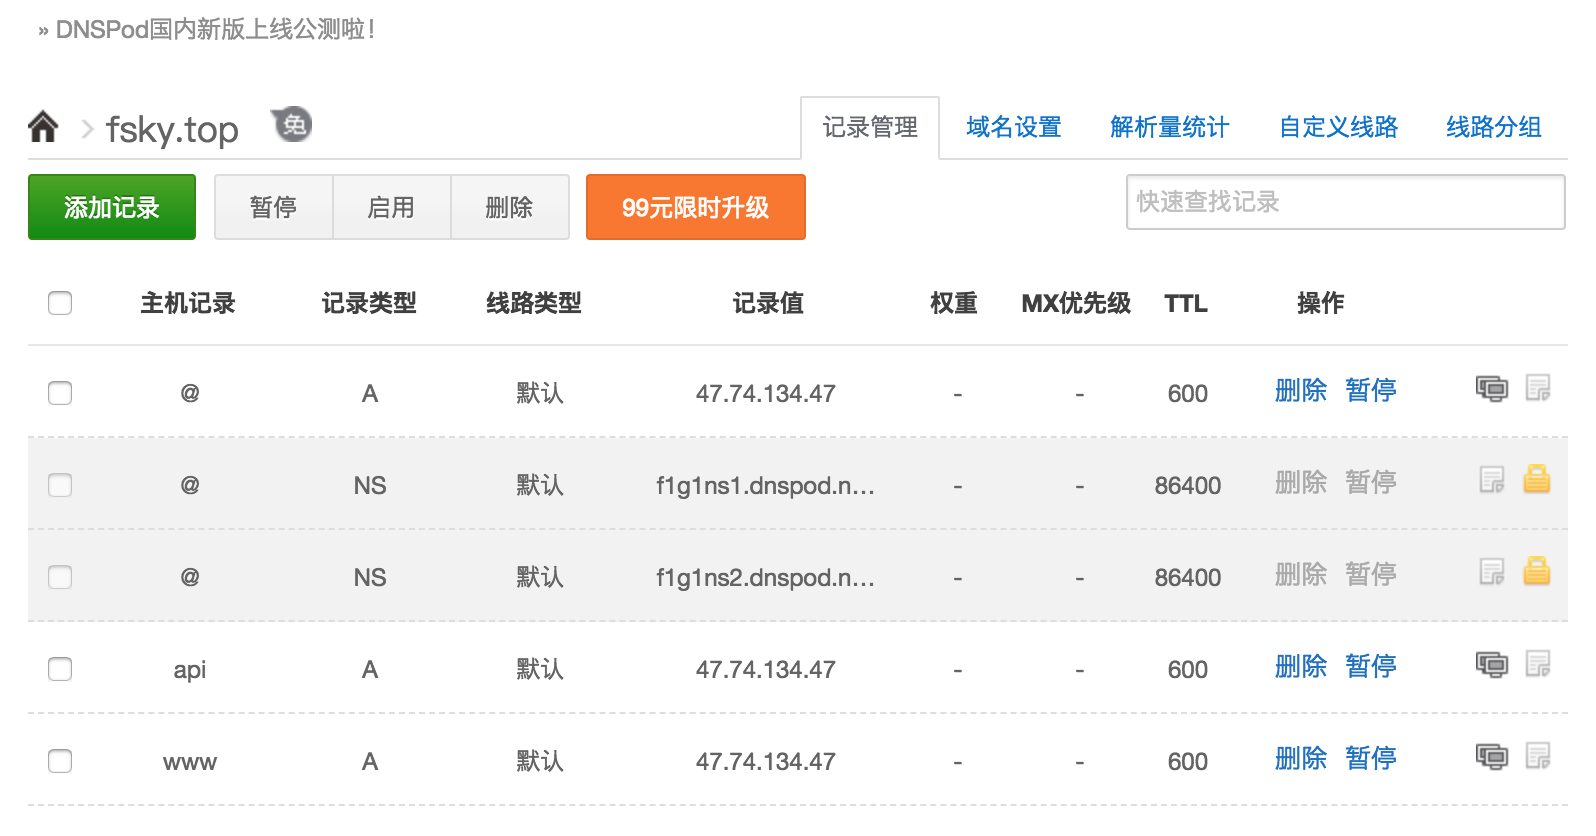 » DNSPod国内新版上线公测啦！
fsky.top 免 记录管理 域名设置 解析量统计 自定义线路 线路分组
添加记录 暂停 启用 删除 99元限时升级 快速查找记录
主机记录 记录类型 线路类型 记录值 权重 MX优先级 TTL 操作
@ A 默认 47.74.134.47 - - 600 删除 暂停
@ NS 默认 f1g1ns1.dnspod.n... - - 86400 删除 暂停
@ NS 默认 f1g1ns2.dnspod.n... - - 86400 删除 暂停
api A 默认 47.74.134.47 - - 600 删除 暂停
www A 默认 47.74.134.47 - - 600 删除 暂停